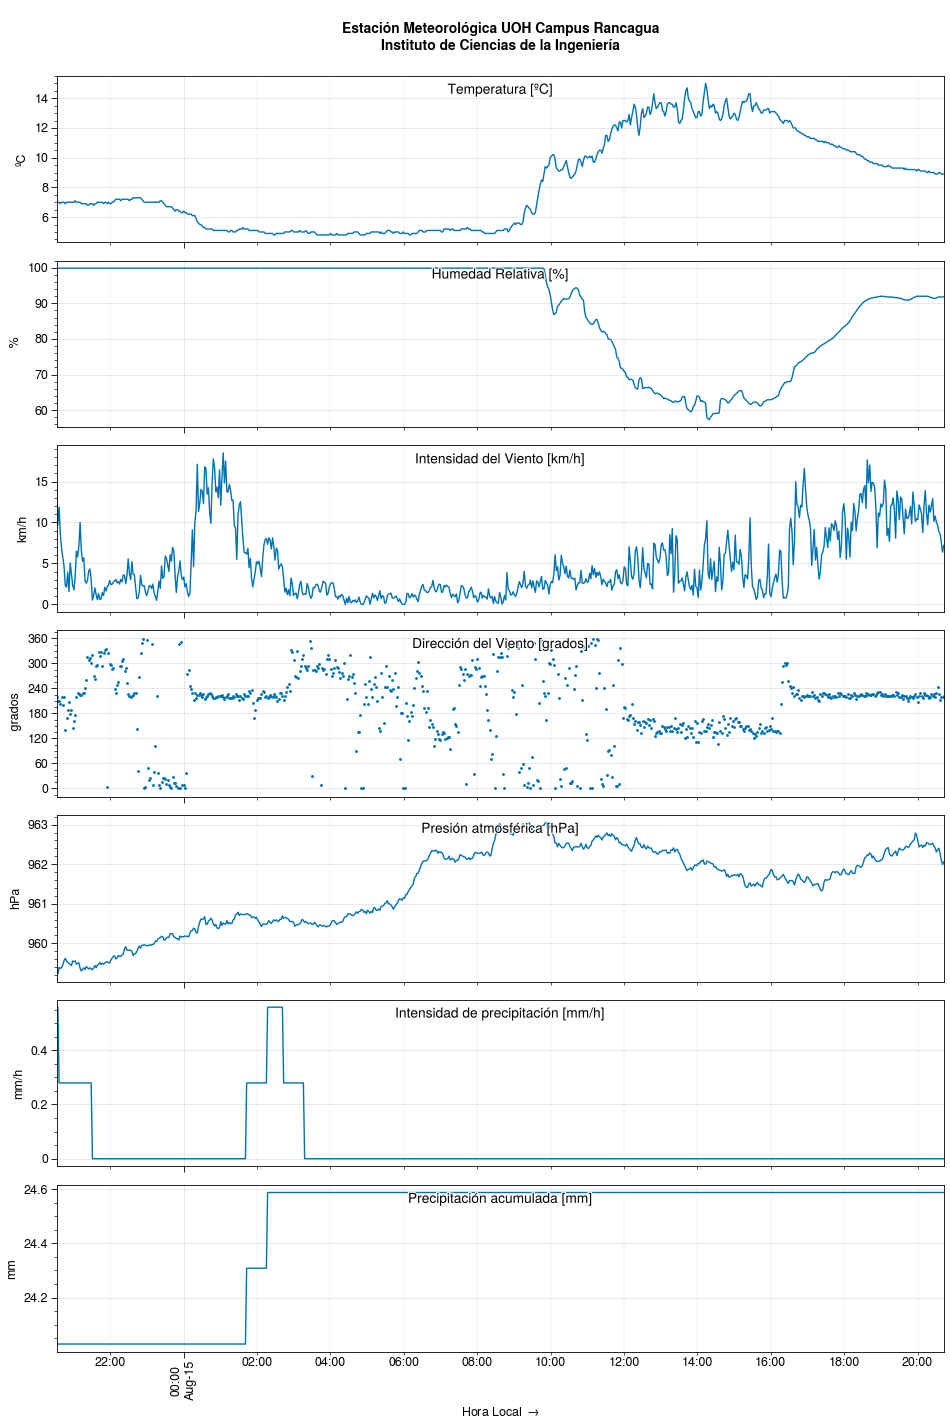 Estación Meteorológica UOH Campus Rancagua
Instituto de Ciencias de la Ingeniería
Temperatura [ºC]
14
12
10
8
6
ºC
Humedad Relativa [%]
100
90
80
70
60
%
Intensidad del Viento [km/h]
15
10
5
0
km/h
Dirección del Viento [grados]
360
300
240
180
120
60
0
grados
Presión atmosférica [hPa]
963
962
961
960
hPa
Intensidad de precipitación [mm/h]
0.4
0.2
0
mm/h
Precipitación acumulada [mm]
24.6
24.4
24.2
mm
22:00
00:00
Aug-15
02:00
04:00
06:00
08:00
10:00
12:00
14:00
16:00
18:00
20:00
Hora Local →